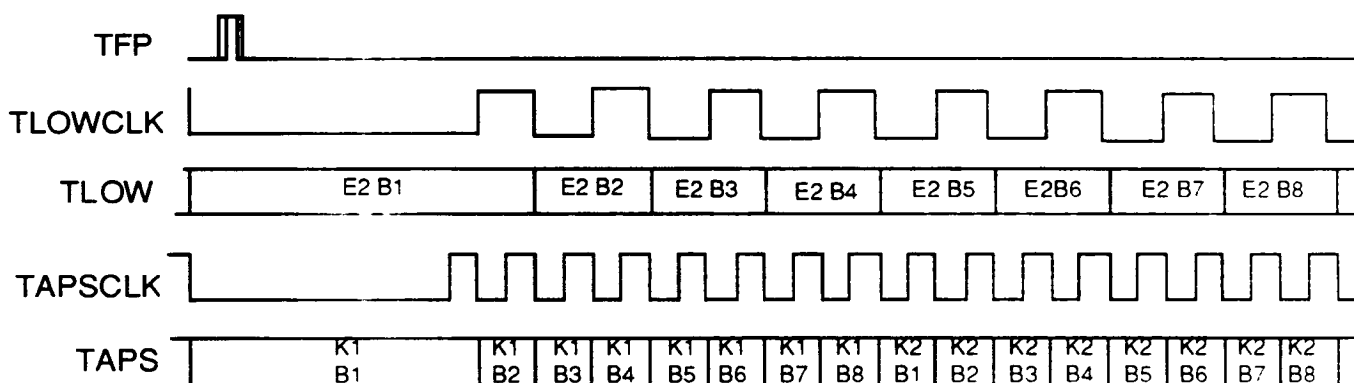 TFP
TLOWCLK
TLOW
E2 B1 E2 B2 E2 B3 E2 B4 E2 B5 E2B6 E2 B7 E2 B8
TAPSCLK
TAPS
K1 K1 K1 K1 K1 K1 K1 K1 K2 K2 K2 K2 K2 K2 K2 K2
B1 B2 B3 B4 B5 B6 B7 B8 B1 B2 B3 B4 B5 B6 B7 B8